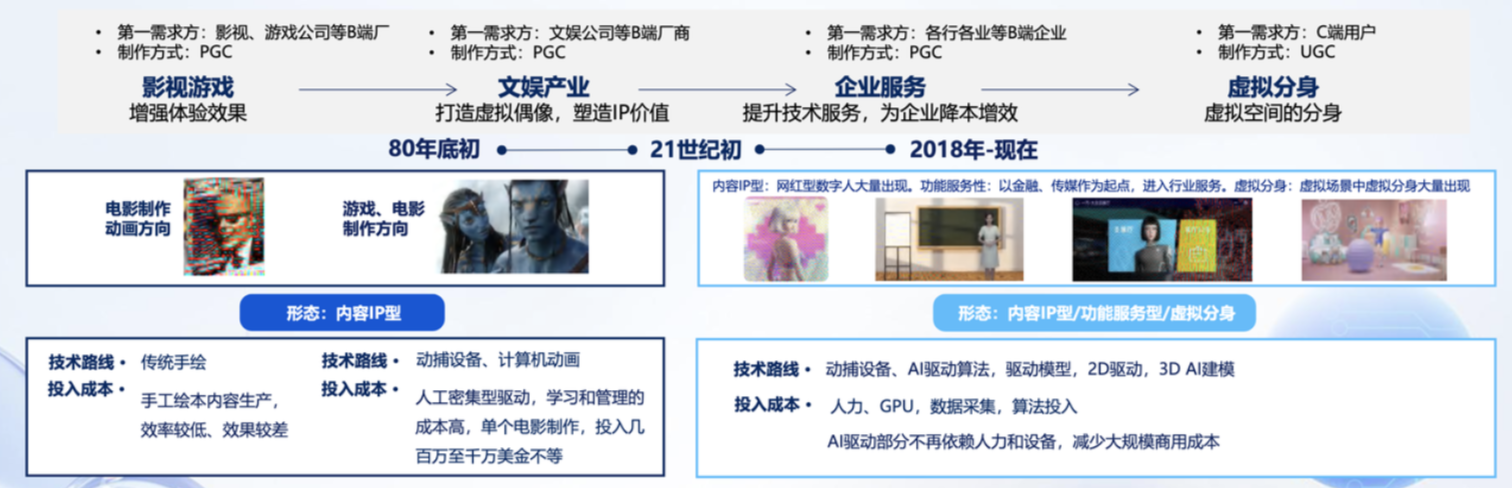 • 第一需求方：影视、游戏公司等B端厂
• 制作方式：PGC
影视游戏
增强体验效果
• 第一需求方：文娱公司等B端厂商
• 制作方式：PGC
文娱产业
打造虚拟偶像，塑造IP价值
• 第一需求方：各行各业等B端企业
• 制作方式：PGC
企业服务
提升技术服务，为企业降本增效
• 第一需求方：C端用户
• 制作方式：UGC
虚拟分身
虚拟空间的分身
80年底初
21世纪初
2018年-现在
电影制作
动画方向
游戏、电影
制作方向
内容IP型：网红型数字人大量出现。功能服务性：以金融、传媒作为起点，进入行业服务。虚拟分身：虚拟场景中虚拟分身大量出现
形态：内容IP型
形态：内容IP型/功能服务型/虚拟分身
技术路线• 传统手绘
投入成本•
手工绘本内容生产，
效率较低、效果较差
技术路线• 动捕设备、计算机动画
投入成本• 人工密集型驱动，学习和管理的
成本高，单个电影制作，投入几
百万至千万美金不等
技术路线• 动捕设备、AI驱动算法，驱动模型，2D驱动，3D AI建模
投入成本• 人力、GPU，数据采集，算法投入
AI驱动部分不再依赖人力和设备，减少大规模商用成本